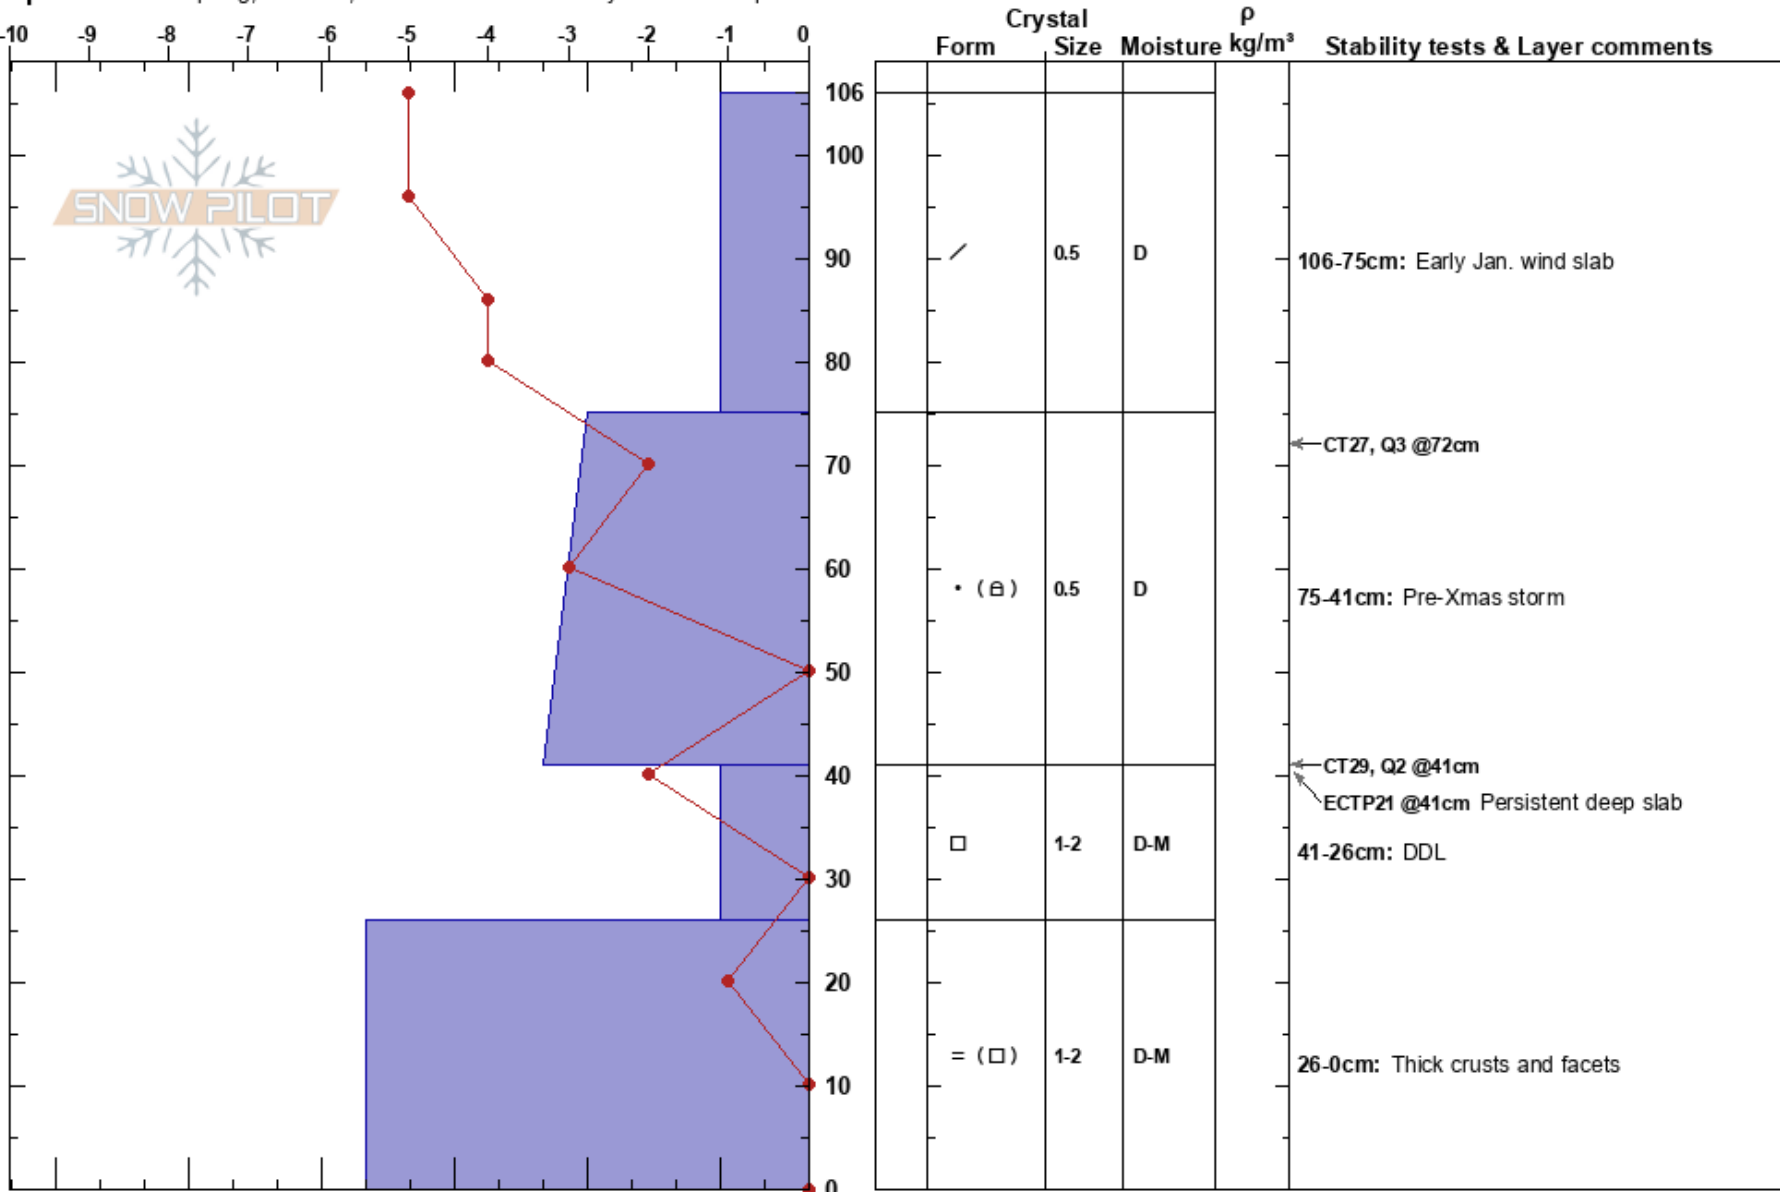 -10 -9 -8 -7 -6 -5 -4 -3 -2 -1 0
Crystal
ρ
Form Size Moisture kg/m³ Stability tests & Layer comments
106
100
SNOW PILOT
90
/ 0.5 D 106-75cm: Early Jan. wind slab
80
CT27, Q3 @72cm
70
60
0.5 D 75-41cm: Pre-Xmas storm
50
CT29, Q2 @41cm
40
ECTP21 @41cm Persistent deep slab
1-2 D-M 41-26cm: DDL
30
20
= (□) 1-2 D-M 26-0cm: Thick crusts and facets
10
0